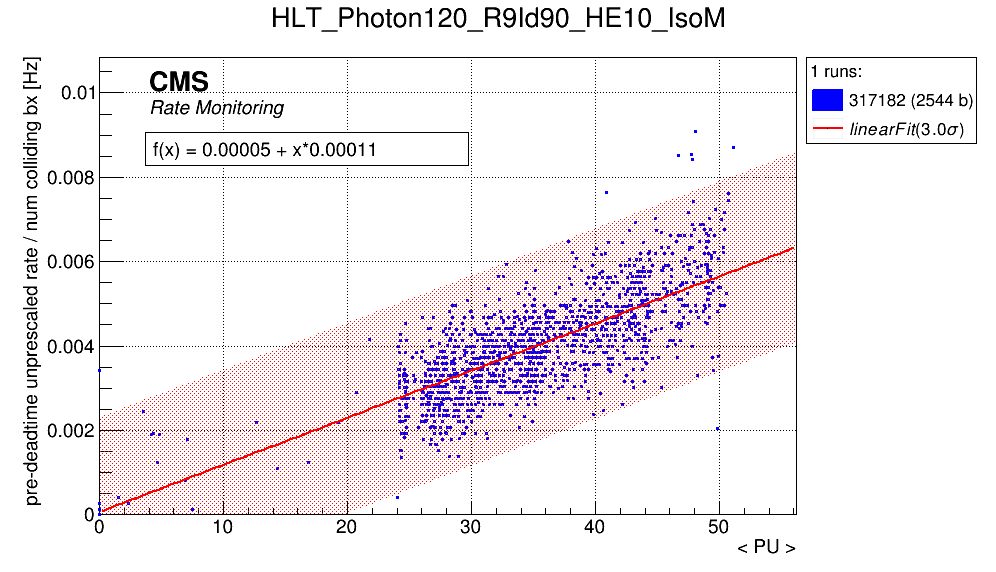 HLT_Photon120_R9Id90_HE10_IsoM
pre-deadtime unprescaled rate / num colliding bx [Hz]
CMS
Rate Monitoring
f(x) = 0.00005 + x*0.00011
0.01
0.008
0.006
0.004
0.002
0
0 10 20 30 40 50
< PU >
1 runs:
317182 (2544 b)
linearFit(3.0σ)